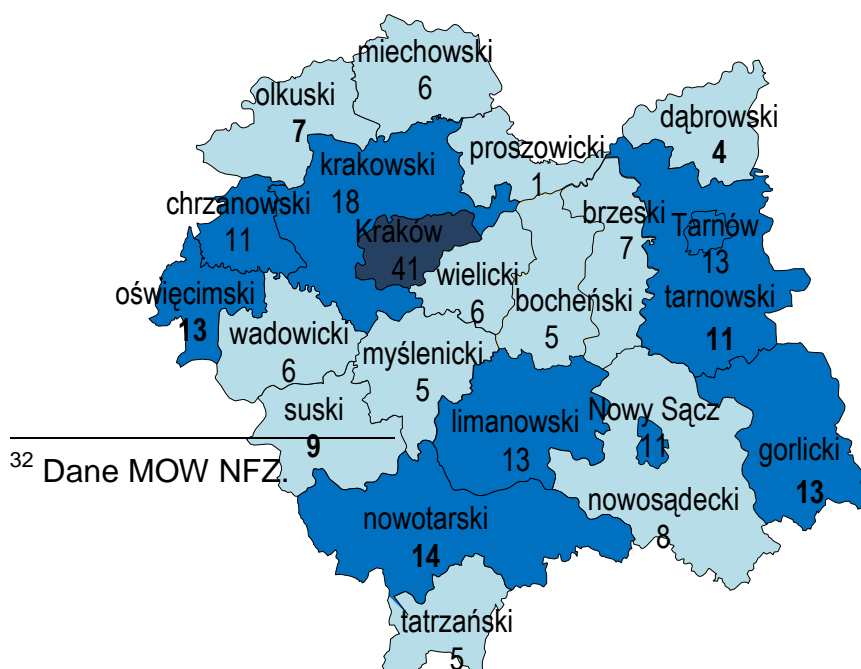 miechowski
6
olkuski
7
dąbrowski
4
proszowicki
1
krakowski
18
chrzanowski
11
brzeski
7
Tarnów
13
Kraków
41
wielicki
6
oświęcimski
13
bocheński
5
tarnowski
11
wadowicki
6
myślenicki
5
suski
9
limanowski
13
Nowy Sącz
11
gorlicki
13
32 Dane MOW NFZ.
nowosądecki
8
nowotarski
14
tatrzański
5